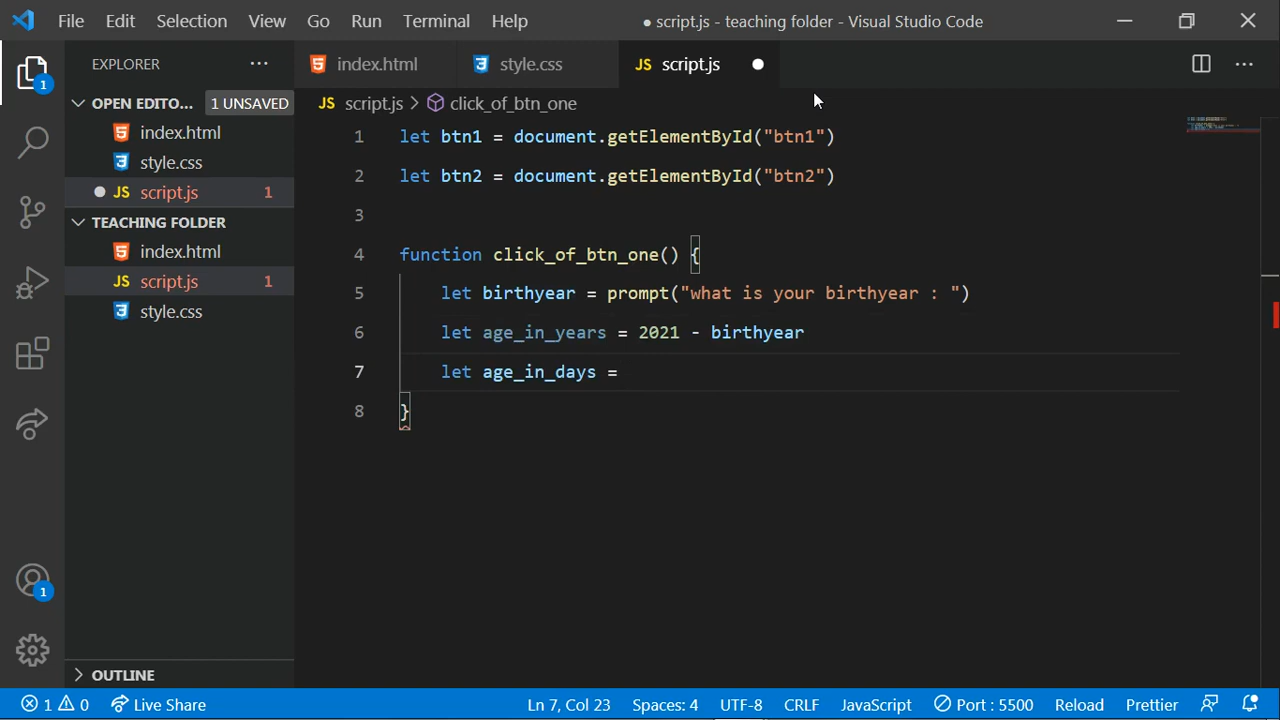 File Edit Selection View Go Run Terminal Help
● script.js - teaching folder - Visual Studio Code
EXPLORER
index.html
style.css
JS script.js
OPEN EDITO... 1 UNSAVED
index.html
style.css
JS script.js 1
TEACHING FOLDER
index.html
JS script.js 1
style.css
OUTLINE
1
1
JS script.js > click_of_btn_one
1 let btn1 = document.getElementById("btn1")
2 let btn2 = document.getElementById("btn2")
3
4 function click_of_btn_one() {
5 let birthyear = prompt("what is your birthyear : ")
6 let age_in_years = 2021 - birthyear
7 let age_in_days =
8 }
1 0 Live Share Ln 7, Col 23 Spaces: 4 UTF-8 CRLF JavaScript Port : 5500 Reload Prettier